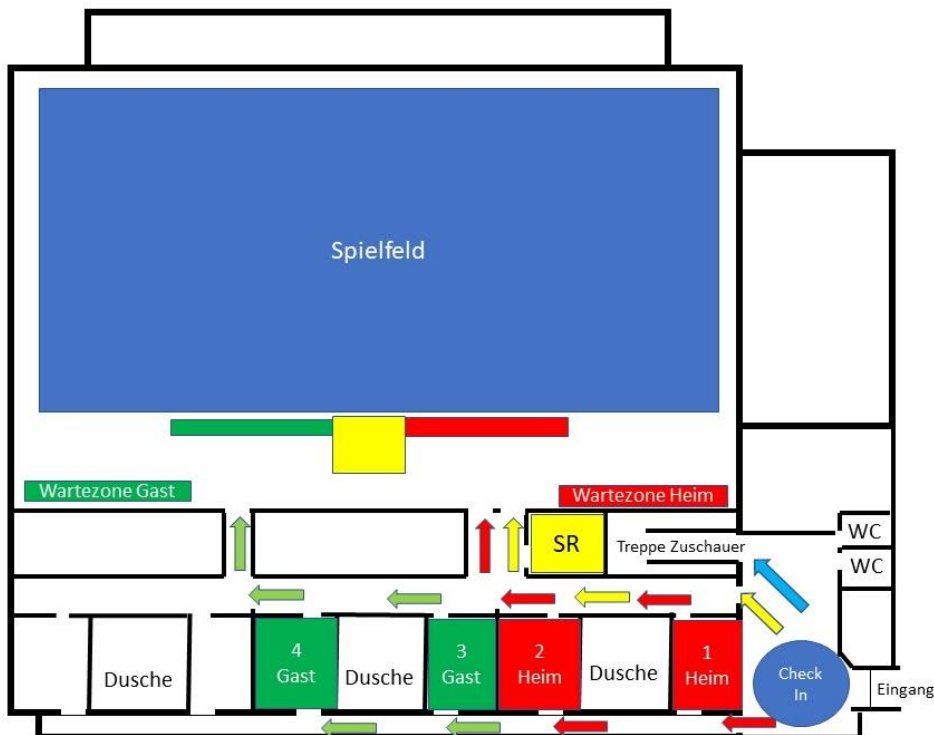 Spielfeld
Wartezone Gast
Wartezone Heim
SR
Treppe Zuschauer
WC
WC
4
Gast
3
Gast
2
Heim
1
Heim
Dusche
Dusche
Dusche
Check
In
Eingang